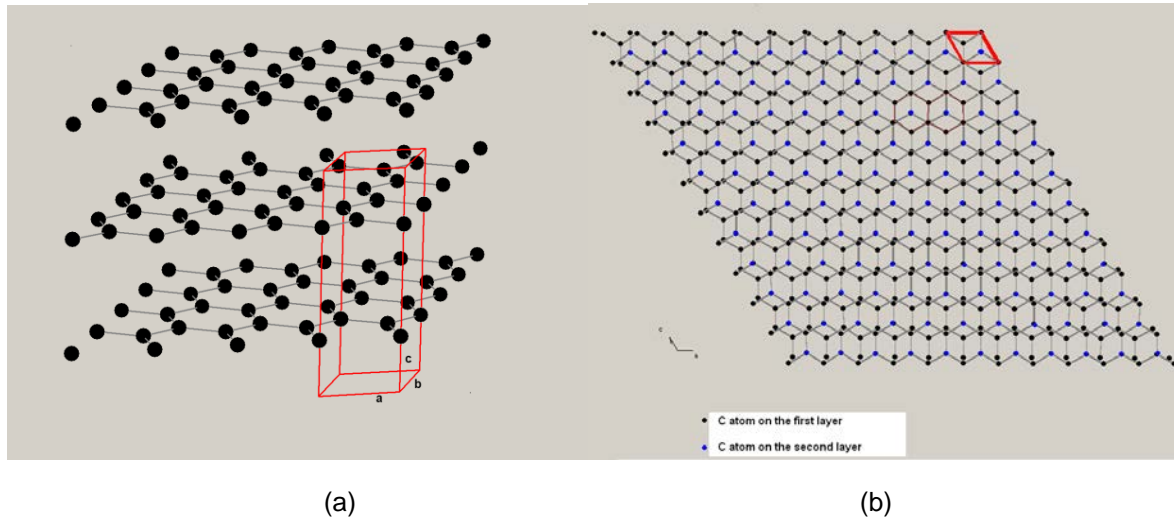 c
b
a
c
a
C atom on the first layer
C atom on the second layer
(a)
(b)